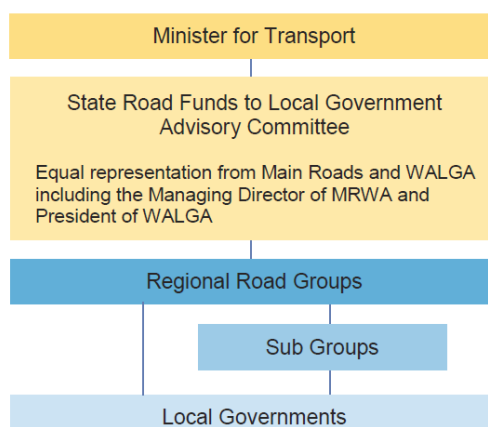 Minister for Transport
State Road Funds to Local Government
Advisory Committee
Equal representation from Main Roads and WALGA
including the Managing Director of MRWA and
President of WALGA
Regional Road Groups
Sub Groups
Local Governments